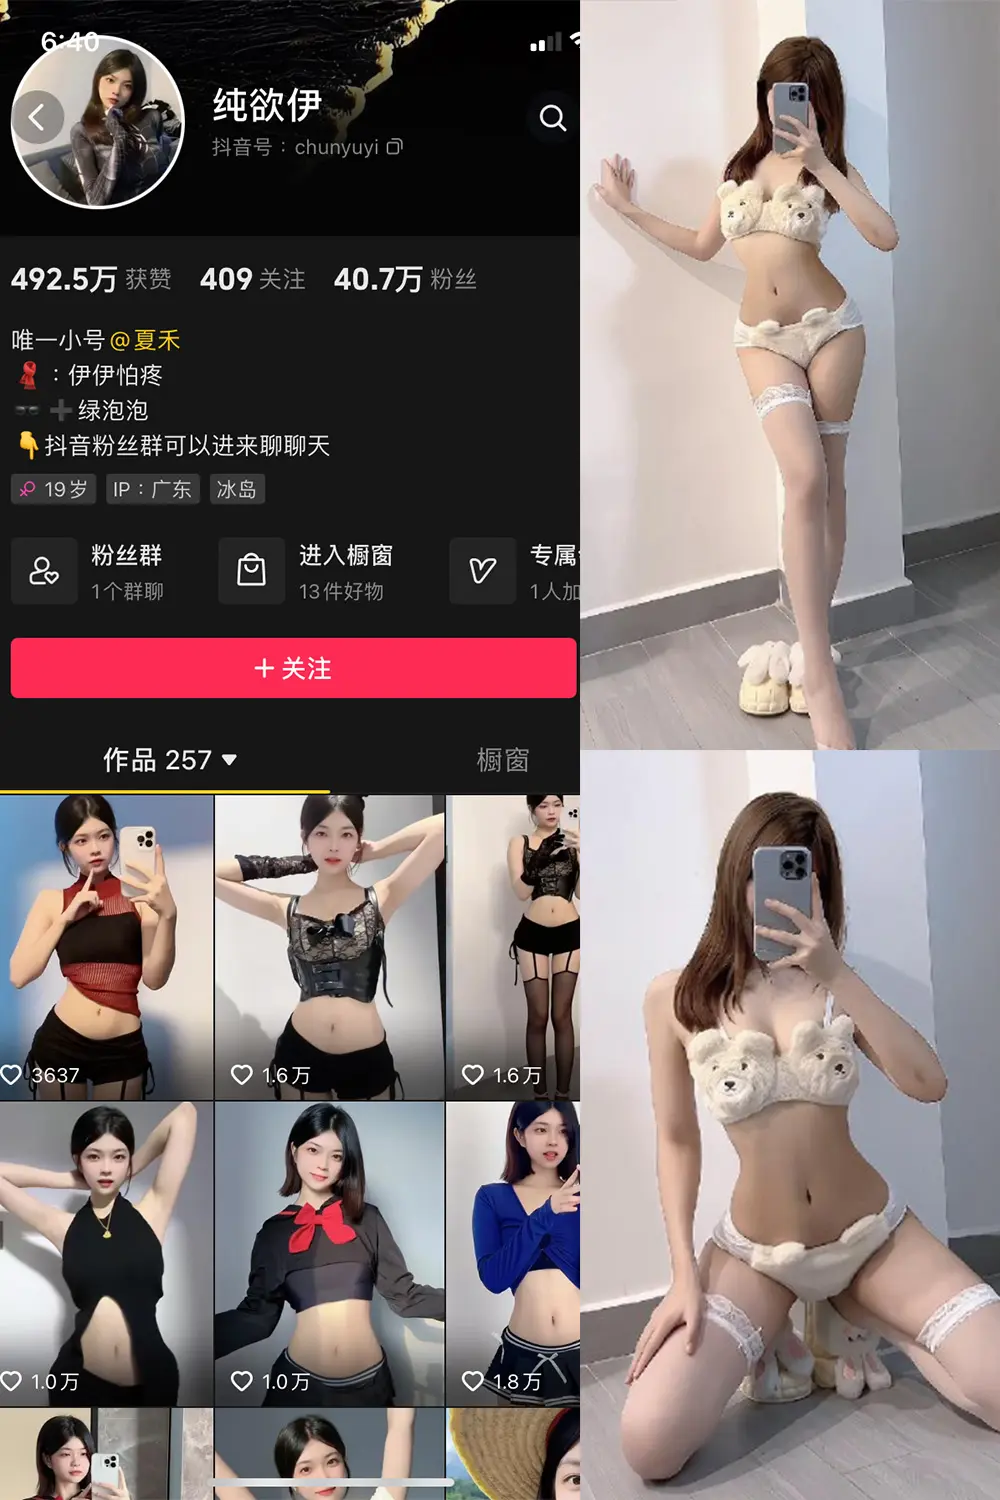 6:40
纯欲伊
抖音号：chunyuyi
492.5万 获赞 409 关注 40.7万 粉丝
唯一小号@夏禾
：伊伊怕疼
绿泡泡
抖音粉丝群可以进来聊聊天
19岁 IP：广东 冰岛
粉丝群 进入橱窗 专属
1个群聊 13件好物 1人加
+ 关注
作品 257 橱窗
3637 1.6万 1.6万
1.0万 1.0万 1.8万